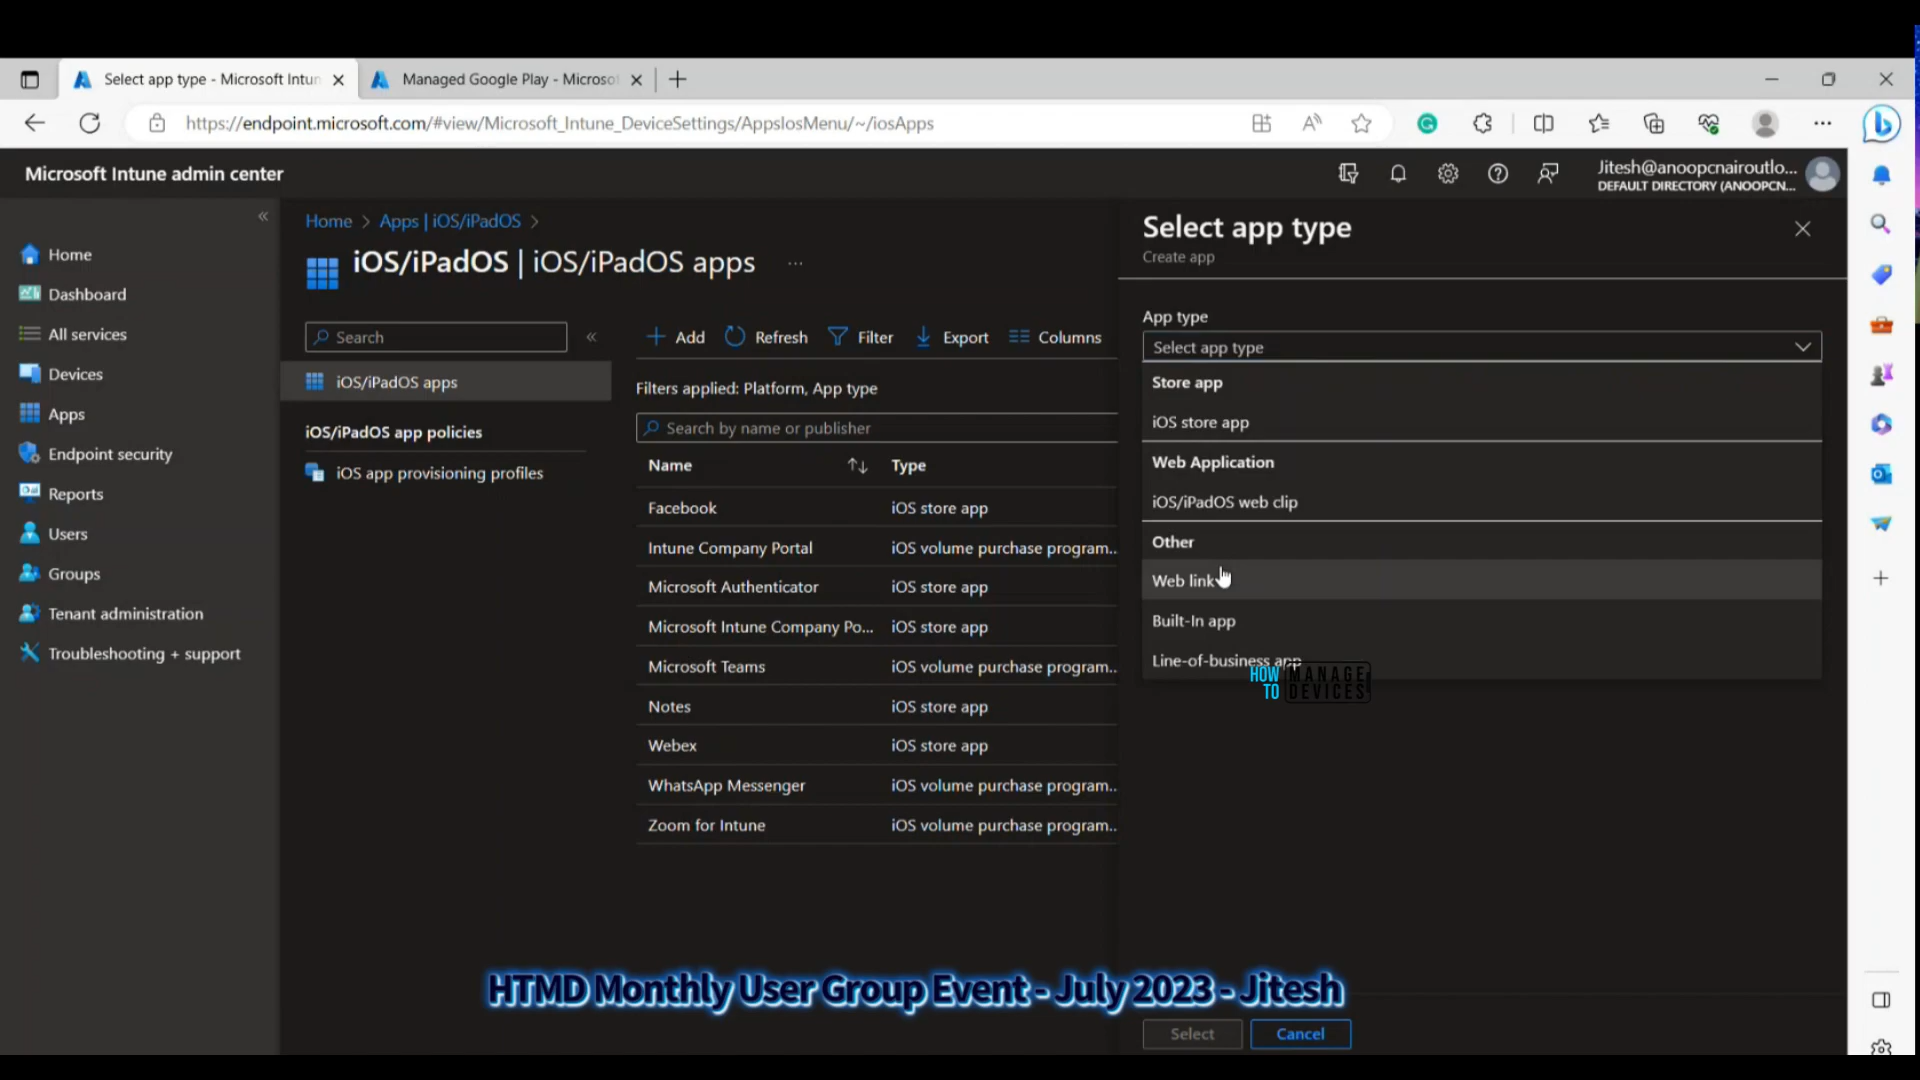 Select app type - Microsoft Intun
Managed Google Play - Microsof
https://endpoint.microsoft.com/#view/Microsoft_Intune_DeviceSettings/AppsIosMenu/~/iosApps
Microsoft Intune admin center
Jitesh@anoopcnairoutlo...
DEFAULT DIRECTORY (ANOOPCN...
Home
Dashboard
All services
Devices
Apps
Endpoint security
Reports
Users
Groups
Tenant administration
Troubleshooting + support
Home > Apps | iOS/iPadOS >
iOS/iPadOS | iOS/iPadOS apps ...
Search
iOS/iPadOS apps
iOS/iPadOS app policies
iOS app provisioning profiles
Add Refresh Filter Export Columns
Filters applied: Platform, App type
Search by name or publisher
Name Type
Facebook iOS store app
Intune Company Portal iOS volume purchase program...
Microsoft Authenticator iOS store app
Microsoft Intune Company Po... iOS store app
Microsoft Teams iOS volume purchase program...
Notes iOS store app
Webex iOS store app
WhatsApp Messenger iOS volume purchase program...
Zoom for Intune iOS volume purchase program...
Select app type
Create app
App type
Select app type
Store app
iOS store app
Web Application
iOS/iPadOS web clip
Other
Web link
Built-In app
Line-of-business app
HOW MANAGE
TO DEVICES
HTMD Monthly User Group Event - July 2023 - Jitesh
Select Cancel